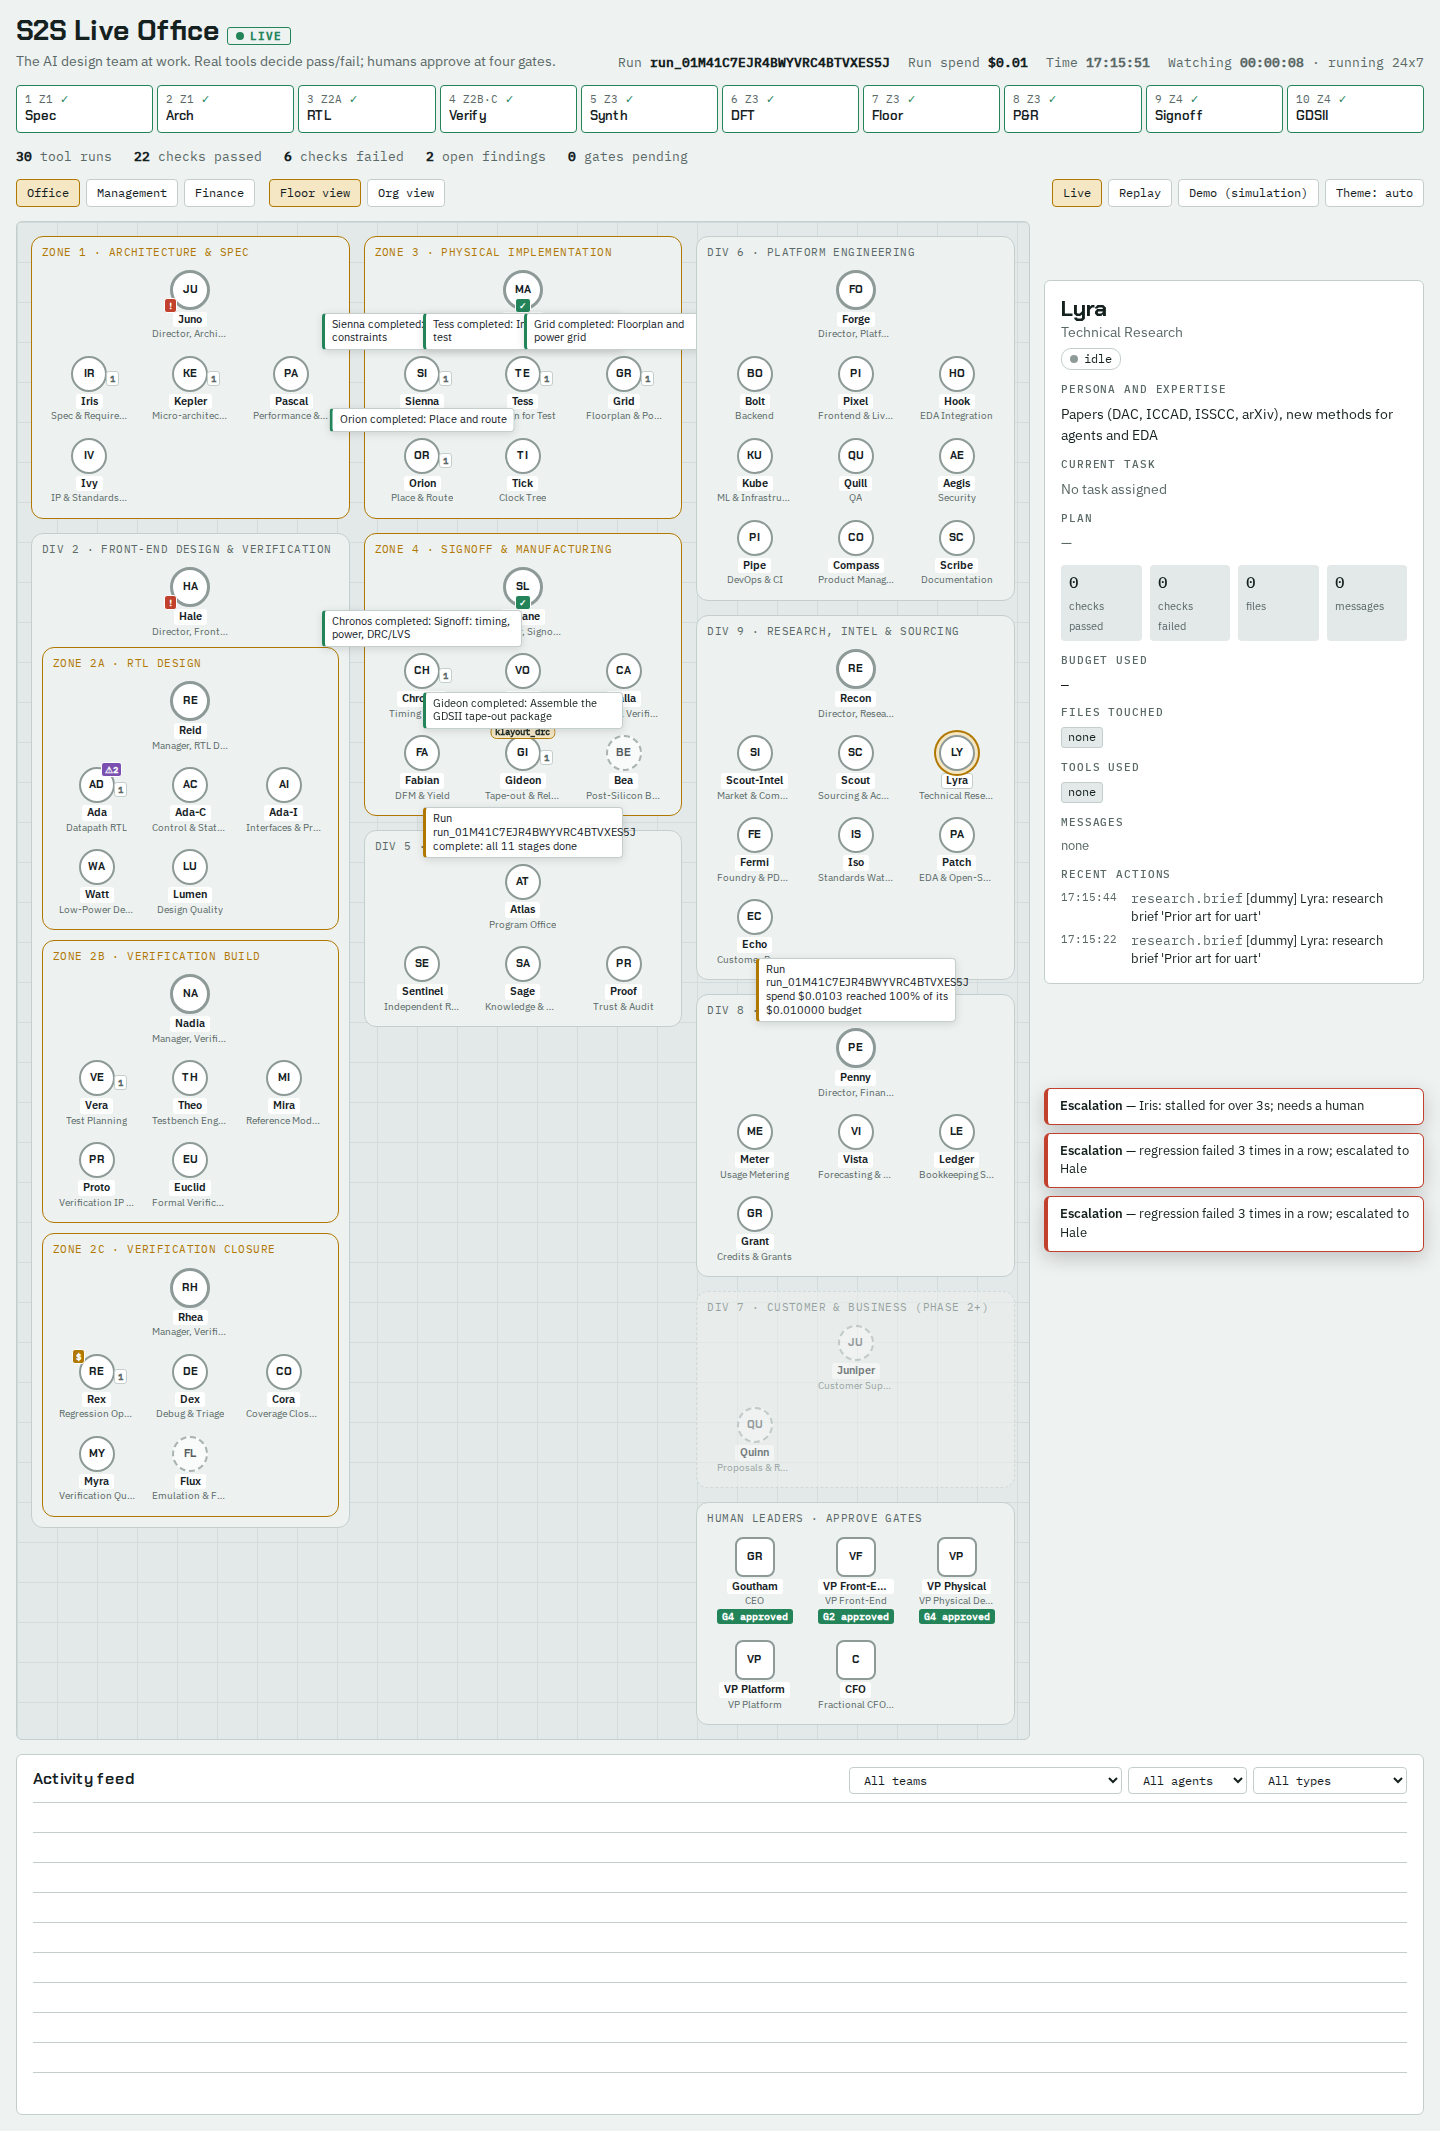 S2S Live Office
LIVE
The AI design team at work. Real tools decide pass/fail; humans approve at four gates.
Run run_01M41C7EJR4BWYVRC4BTVXES5J Run spend $0.01 Time 17:15:51 Watching 00:00:08 · running 24x7
1 Z1 ✓
Spec
2 Z1 ✓
Arch
3 Z2A ✓
RTL
4 Z2B·C ✓
Verify
5 Z3 ✓
Synth
6 Z3 ✓
DFT
7 Z3 ✓
Floor
8 Z3 ✓
P&R
9 Z4 ✓
Signoff
10 Z4 ✓
GDSII
30 tool runs 22 checks passed 6 checks failed 2 open findings 0 gates pending
Office Management Finance Floor view Org view
Live Replay Demo (simulation) Theme: auto
ZONE 1 · ARCHITECTURE & SPEC
JU
!
Juno
Director, Archi...
IR 1
Iris
Spec & Require...
KE 1
Kepler
Micro-architec...
PA
Pascal
Performance &...
IV
Ivy
IP & Standards...
DIV 2 · FRONT-END DESIGN & VERIFICATION
HA
!
Hale
Director, Front...
ZONE 2A · RTL DESIGN
RE
Reid
Manager, RTL D...
⚠2
AD 1
Ada
Datapath RTL
AC
Ada-C
Control & Stat...
AI
Ada-I
Interfaces & Pr...
WA
Watt
Low-Power De...
LU
Lumen
Design Quality
ZONE 2B · VERIFICATION BUILD
NA
Nadia
Manager, Verifi...
VE 1
Vera
Test Planning
TH
Theo
Testbench Eng...
MI
Mira
Reference Mod...
PR
Proto
Verification IP ...
EU
Euclid
Formal Verific...
ZONE 2C · VERIFICATION CLOSURE
RH
Rhea
Manager, Verifi...
$
RE 1
Rex
Regression Op...
DE
Dex
Debug & Triage
CO
Cora
Coverage Clos...
MY
Myra
Verification Qu...
FL
Flux
Emulation & F...
ZONE 3 · PHYSICAL IMPLEMENTATION
MA
✓
Sienna completed:
constraints
Tess completed: In
test
Grid completed: Floorplan and
power grid
SI 1
Sienna
TE 1
Tess
n for Test
GR 1
Grid
Floorplan & Po...
Orion completed: Place and route
OR 1
Orion
Place & Route
TI
Tick
Clock Tree
ZONE 4 · SIGNOFF & MANUFACTURING
SL
✓
ane
, Signo...
Chronos completed: Signoff: timing,
power, DRC/LVS
CH 1
Chro
Timing
VO
CA
lla
Verifi...
Gideon completed: Assemble the
GDSII tape-out package
klayout_drc
FA
Fabian
DFM & Yield
GI 1
Gideon
Tape-out & Rel...
BE
Bea
Post-Silicon B...
Run
run_01M41C7EJR4BWYVRC4BTVXES5J
complete: all 11 stages done
DIV 5
AT
Atlas
Program Office
SE
Sentinel
Independent R...
SA
Sage
Knowledge & ...
PR
Proof
Trust & Audit
DIV 6 · PLATFORM ENGINEERING
FO
Forge
Director, Platf...
BO
Bolt
Backend
PI
Pixel
Frontend & Liv...
HO
Hook
EDA Integration
KU
Kube
ML & Infrastru...
QU
Quill
QA
AE
Aegis
Security
PI
Pipe
DevOps & CI
CO
Compass
Product Manag...
SC
Scribe
Documentation
DIV 9 · RESEARCH, INTEL & SOURCING
RE
Recon
Director, Resea...
SI
Scout-Intel
Market & Com...
SC
Scout
Sourcing & Ac...
LY
Lyra
Technical Rese...
FE
Fermi
Foundry & PD...
IS
Iso
Standards Wat...
PA
Patch
EDA & Open-S...
EC
Echo
Run
run_01M41C7EJR4BWYVRC4BTVXES5J
spend $0.0103 reached 100% of its
$0.010000 budget
DIV 8
PE
Penny
Director, Finan...
ME
Meter
Usage Metering
VI
Vista
Forecasting & ...
LE
Ledger
Bookkeeping S...
GR
Grant
Credits & Grants
DIV 7 · CUSTOMER & BUSINESS (PHASE 2+)
JU
Juniper
Customer Sup...
QU
Quinn
Proposals & R...
HUMAN LEADERS · APPROVE GATES
GR
Goutham
CEO
G4 approved
VF
VP Front-E...
VP Front-End
G2 approved
VP
VP Physical
VP Physical De...
G4 approved
VP
VP Platform
VP Platform
C
CFO
Fractional CFO...
Lyra
Technical Research
idle
PERSONA AND EXPERTISE
Papers (DAC, ICCAD, ISSCC, arXiv), new methods for
agents and EDA
CURRENT TASK
No task assigned
PLAN
—
0 checks passed
0 checks failed
0 files
0 messages
BUDGET USED
–
FILES TOUCHED
none
TOOLS USED
none
MESSAGES
none
RECENT ACTIONS
17:15:44 research.brief [dummy] Lyra: research
brief 'Prior art for uart'
17:15:22 research.brief [dummy] Lyra: research
brief 'Prior art for uart'
Escalation — Iris: stalled for over 3s; needs a human
Escalation — regression failed 3 times in a row; escalated to
Hale
Escalation — regression failed 3 times in a row; escalated to
Hale
Activity feed
All teams All agents All types